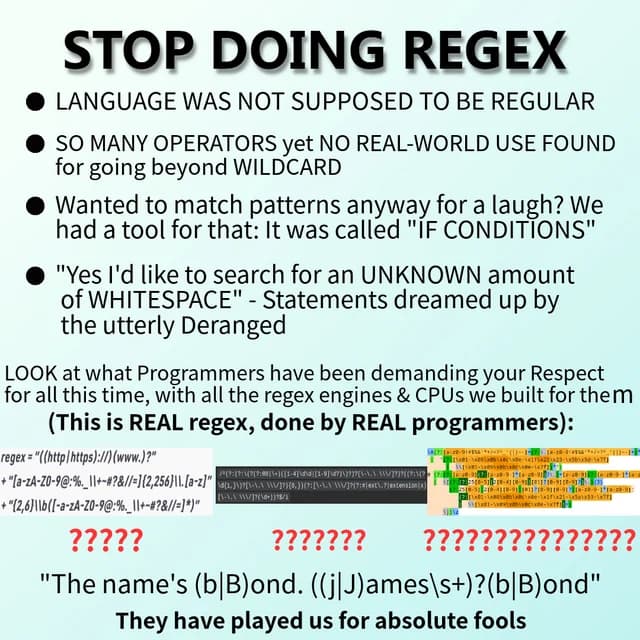 STOP DOING REGEX
● LANGUAGE WAS NOT SUPPOSED TO BE REGULAR
● SO MANY OPERATORS yet NO REAL-WORLD USE FOUND
for going beyond WILDCARD
● Wanted to match patterns anyway for a laugh? We
had a tool for that: It was called "IF CONDITIONS"
● "Yes I'd like to search for an UNKNOWN amount
of WHITESPACE" - Statements dreamed up by
the utterly Deranged
LOOK at what Programmers have been demanding your Respect
for all this time, with all the regex engines & CPUs we built for them
(This is REAL regex, done by REAL programmers):
regex = "((http|https)://)(www.)?"
+ "[a-zA-Z0-9@:%._\\+~#?&//=]{2,256}\\.[a-z]"
+ "{2,6}\\b([-a-zA-Z0-9@:%._\\+~#?&//=]*)"
????? ??????? ???????????????
"The name's (b|B)ond. ((j|J)ames\s+)?(b|B)ond"
They have played us for absolute fools